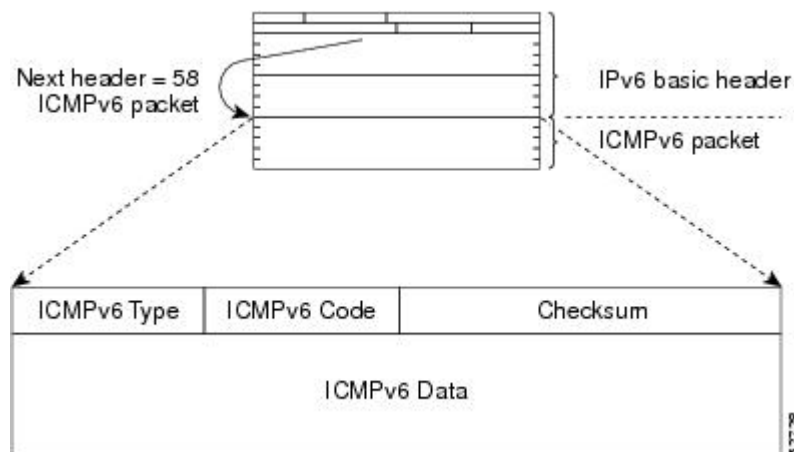 Next header = 58
ICMPv6 packet
IPv6 basic header
ICMPv6 packet
ICMPv6 Type
ICMPv6 Code
Checksum
ICMPv6 Data